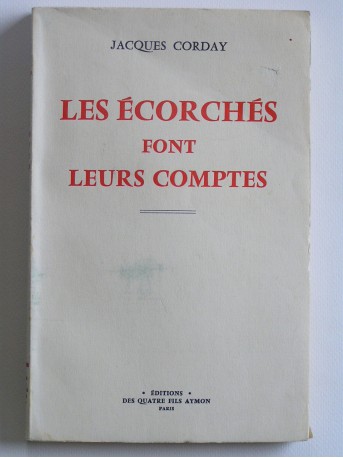 JACQUES CORDAY
LES ÉCORCHÉS
FONT
LEURS COMPTES
• ÉDITIONS •
DES QUATRE FILS AYMON
PARIS